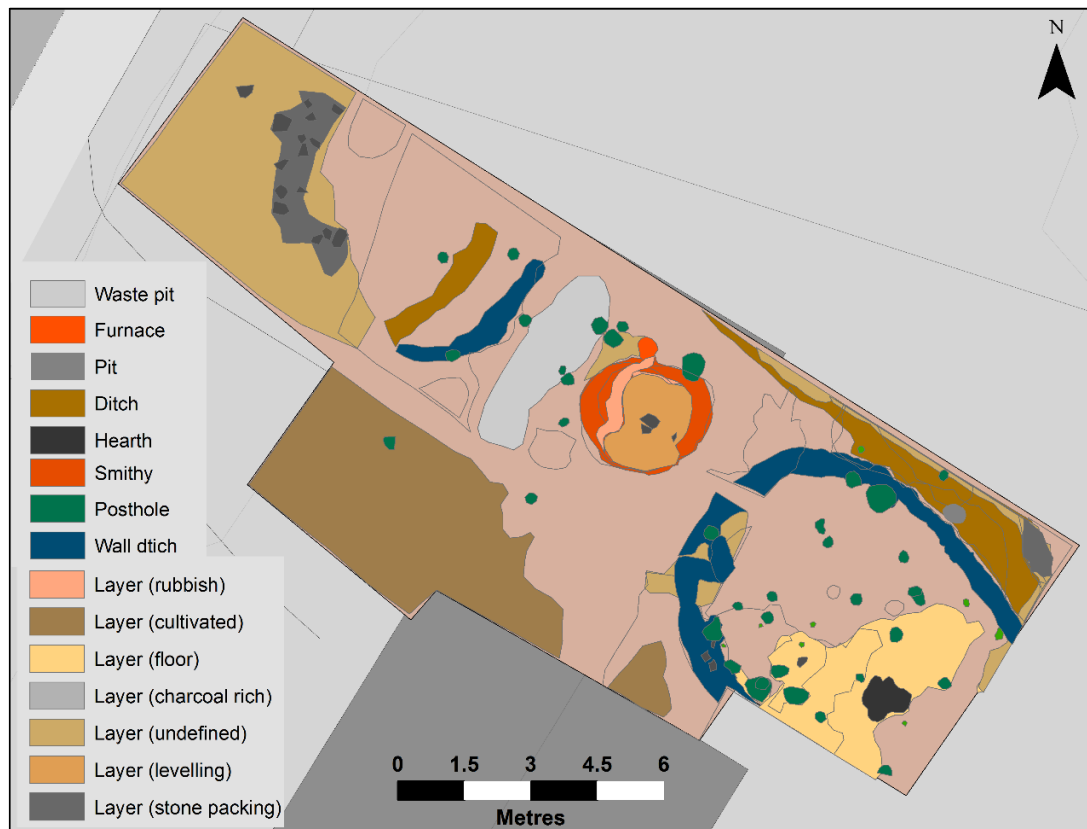 N
Waste pit
Furnace
Pit
Ditch
Hearth
Smithy
Posthole
Wall dtich
Layer (rubbish)
Layer (cultivated)
Layer (floor)
Layer (charcoal rich)
Layer (undefined)
Layer (levelling)
Layer (stone packing)
0 1.5 3 4.5 6
Metres